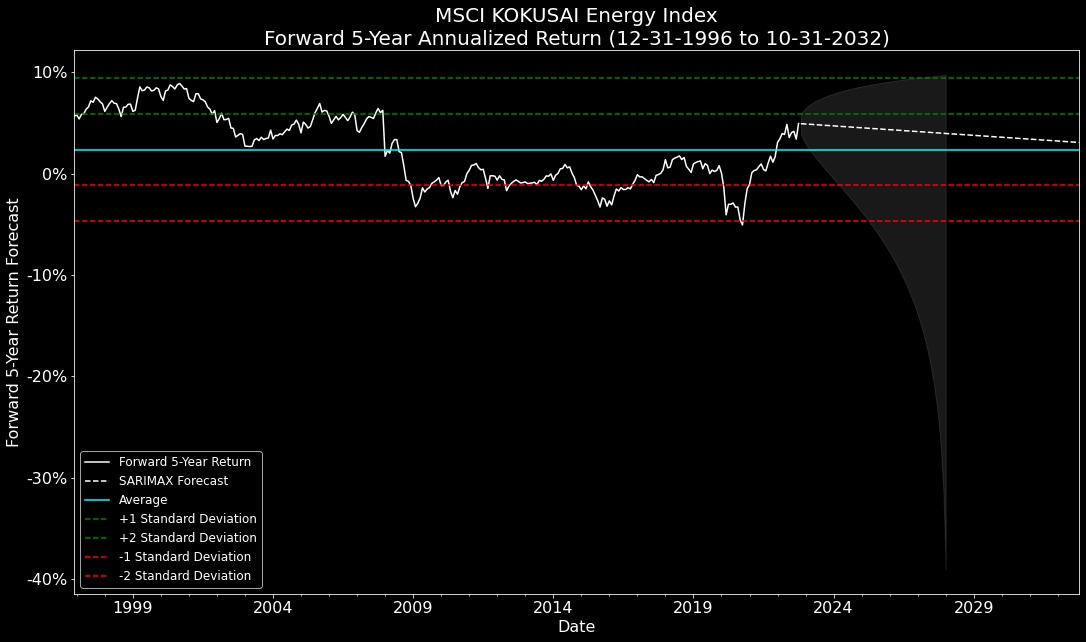 MSCI KOKUSAI Energy Index
Forward 5-Year Annualized Return (12-31-1996 to 10-31-2032)
Forward 5-Year Return Forecast
10%
0%
-10%
-20%
-30%
-40%
Forward 5-Year Return
SARIMAX Forecast
Average
+1 Standard Deviation
+2 Standard Deviation
-1 Standard Deviation
-2 Standard Deviation
1999 2004 2009 2014 2019 2024 2029
Date